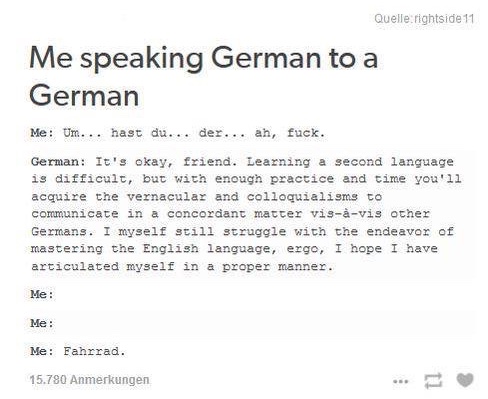 Quelle:rightside11
Me speaking German to a
German
Me: Um... hast du... der... ah, fuck.
German: It's okay, friend. Learning a second language
is difficult, but with enough practice and time you'll
acquire the vernacular and colloquialisms to
communicate in a concordant matter vis-à-vis other
Germans. I myself still struggle with the endeavor of
mastering the English language, ergo, I hope I have
articulated myself in a proper manner.
Me:
Me:
Me: Fahrrad.
15.780 Anmerkungen